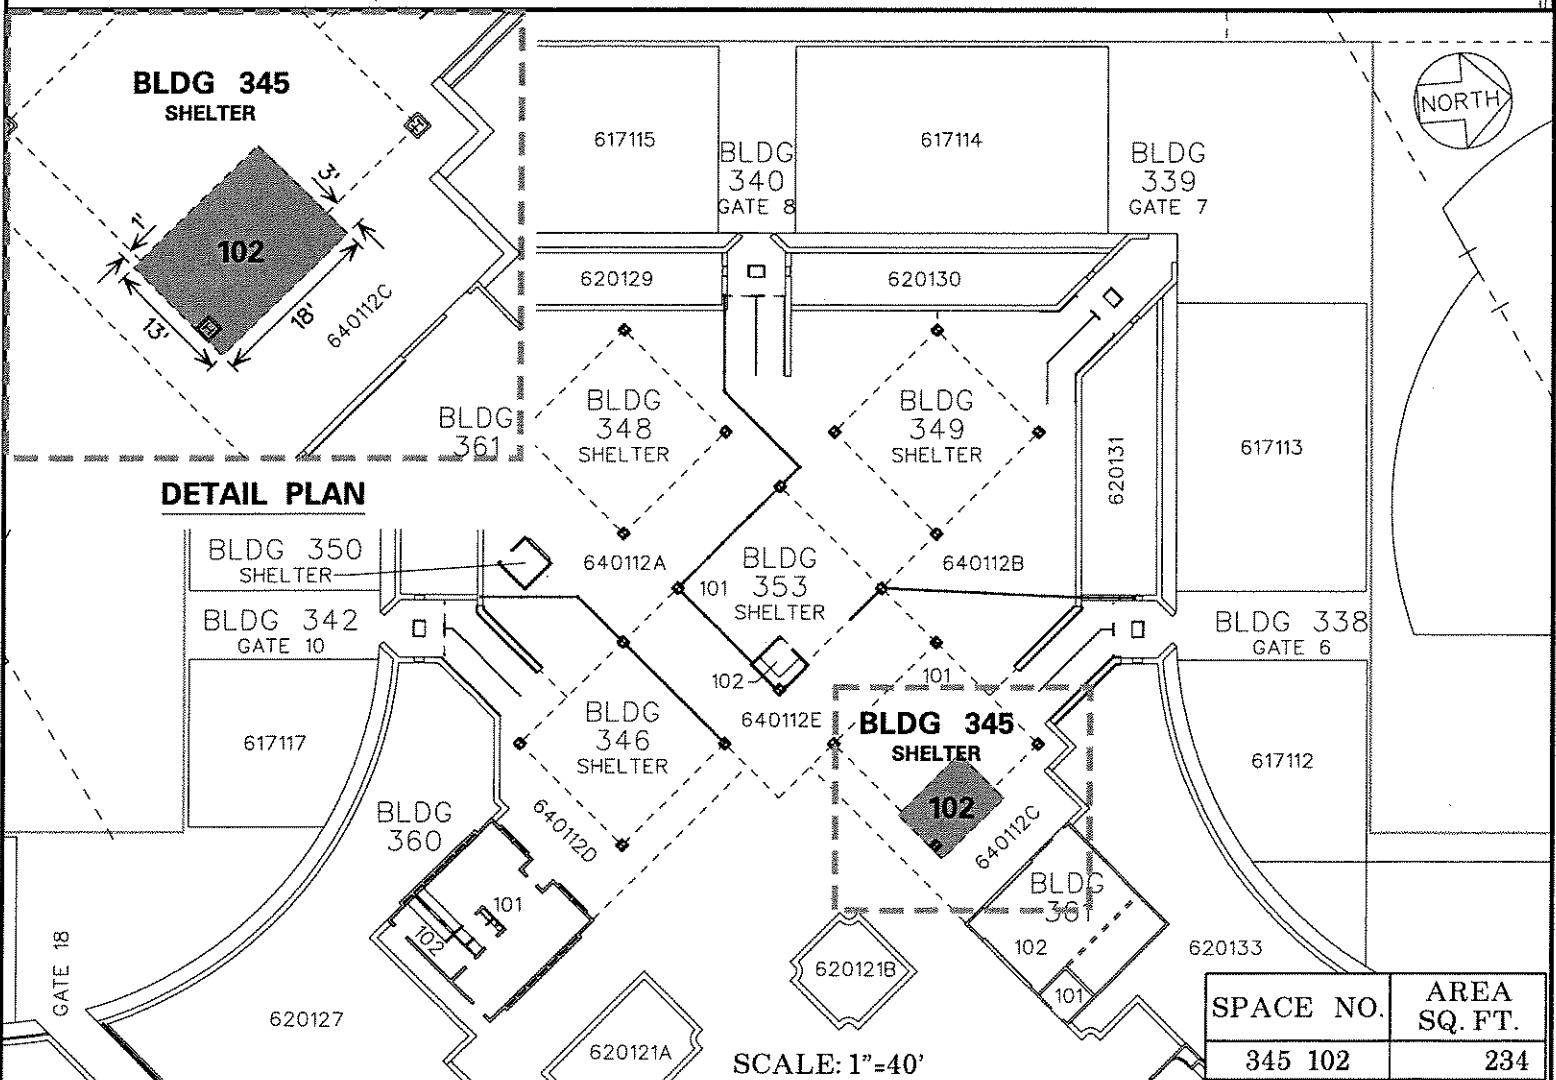 BLDG 345
SHELTER
3'
1'
102
13'
18'
640112C
DETAIL PLAN
617115
BLDG
340
GATE 8
617114
BLDG
339
GATE 7
NORTH
620129
620130
BLDG
361
BLDG
348
SHELTER
BLDG
349
SHELTER
620131
617113
BLDG 350
SHELTER
640112A
101
BLDG
353
SHELTER
640112B
BLDG 342
GATE 10
BLDG 338
GATE 6
102
101
640112E
617117
BLDG
346
SHELTER
BLDG 345
SHELTER
617112
102
BLDG
360
640112D
640112C
BLDG
361
101
102
102
101
620133
GATE 18
620127
620121B
620121A
SCALE: 1"=40'
SPACE NO. AREA
SQ. FT.
345 102 234